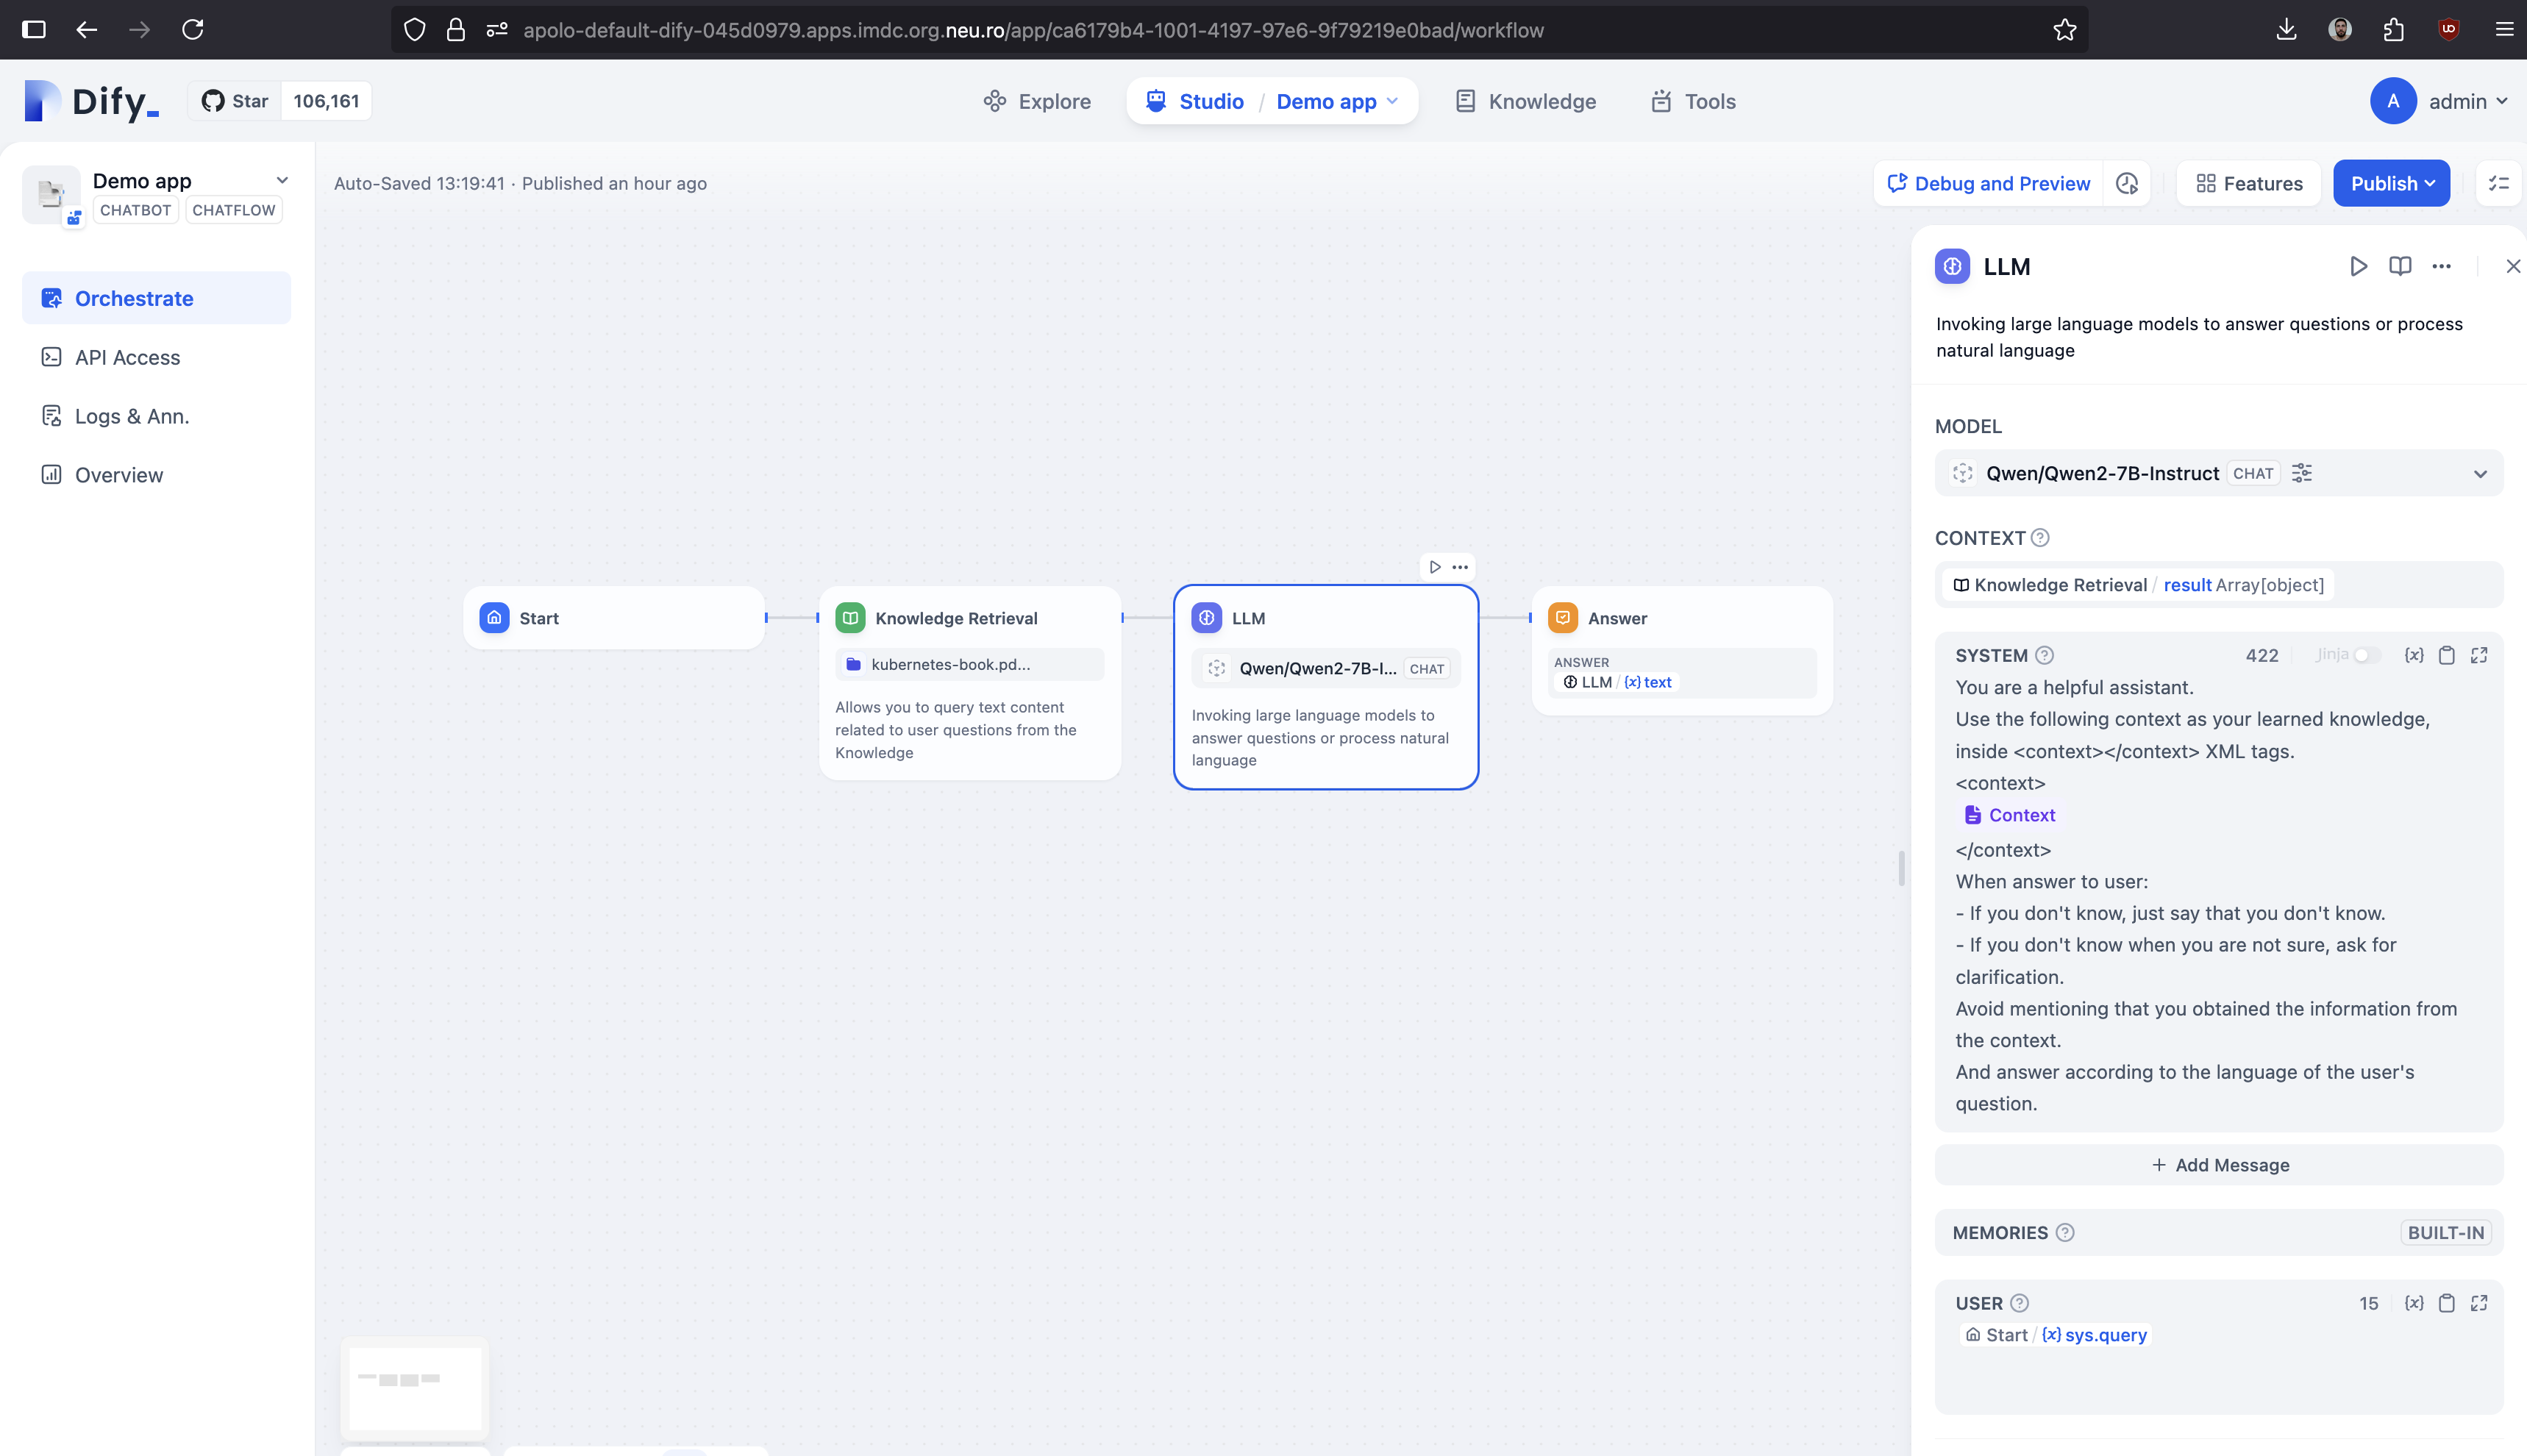 apolo-default-dify-045d0979.apps.imdc.org.neu.ro/app/ca6179b4-1001-4197-97e6-9f79219e0bad/workflow
Dify_
Star 106,161
Explore
Studio / Demo app
Knowledge
Tools
A admin
Demo app
CHATBOT CHATFLOW
Orchestrate
API Access
Logs & Ann.
Overview
Auto-Saved 13:19:41 · Published an hour ago
Debug and Preview
Features
Publish
Start
Knowledge Retrieval
kubernetes-book.pd...
Allows you to query text content
related to user questions from the
Knowledge
LLM
Qwen/Qwen2-7B-I... CHAT
Invoking large language models to
answer questions or process natural
language
Answer
ANSWER
LLM / {x} text
LLM
Invoking large language models to answer questions or process
natural language
MODEL
Qwen/Qwen2-7B-Instruct CHAT
CONTEXT
Knowledge Retrieval / result Array[object]
SYSTEM 422 Jinja {x}
You are a helpful assistant.
Use the following context as your learned knowledge,
inside <context></context> XML tags.
<context>
Context
</context>
When answer to user:
- If you don't know, just say that you don't know.
- If you don't know when you are not sure, ask for
clarification.
Avoid mentioning that you obtained the information from
the context.
And answer according to the language of the user's
question.
+ Add Message
MEMORIES BUILT-IN
USER 15 {x}
Start / {x} sys.query